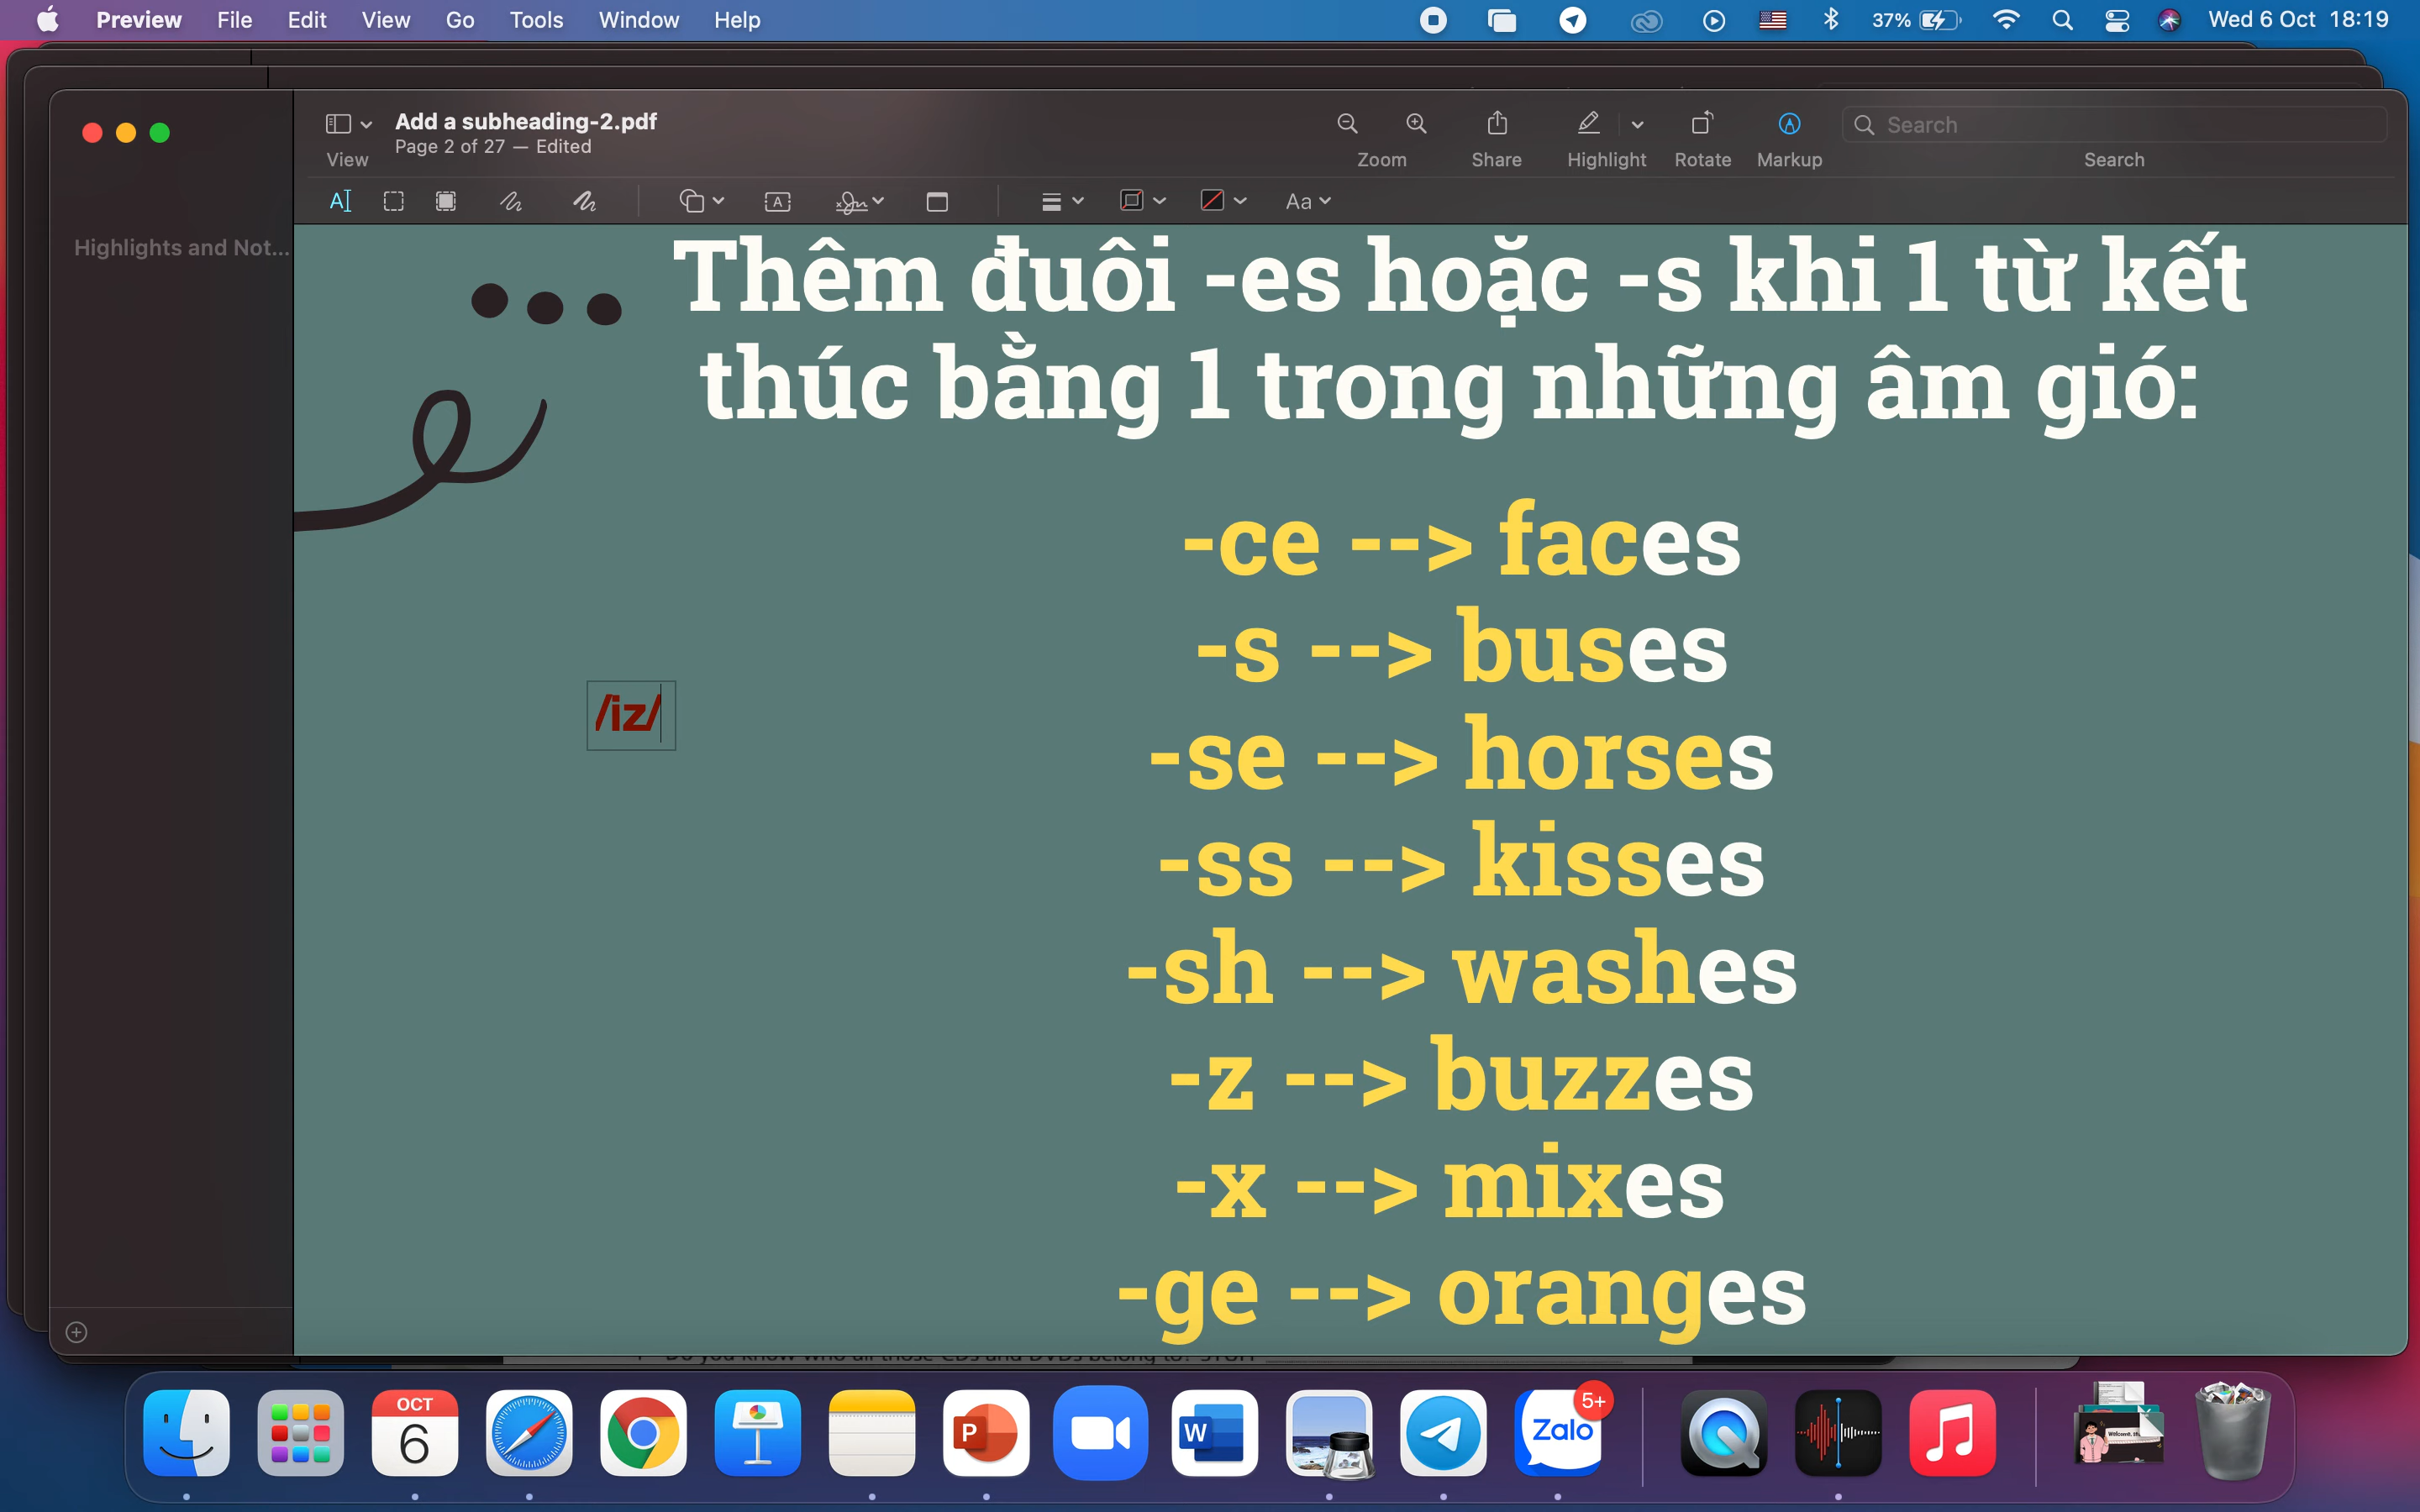 Preview File Edit View Go Tools Window Help 37% Wed 6 Oct 18:19
Add a subheading-2.pdf
Page 2 of 27 — Edited
Search
View Zoom Share Highlight Rotate Markup Search
A A Aa
Highlights and Not...
Thêm đuôi -es hoặc -s khi 1 từ kết
thúc bằng 1 trong những âm gió:
-ce --> faces
-s --> buses
/iz/
-se --> horses
-ss --> kisses
-sh --> washes
-z --> buzzes
-x --> mixes
-ge --> oranges
OCT
6
P
W
Zalo
5+